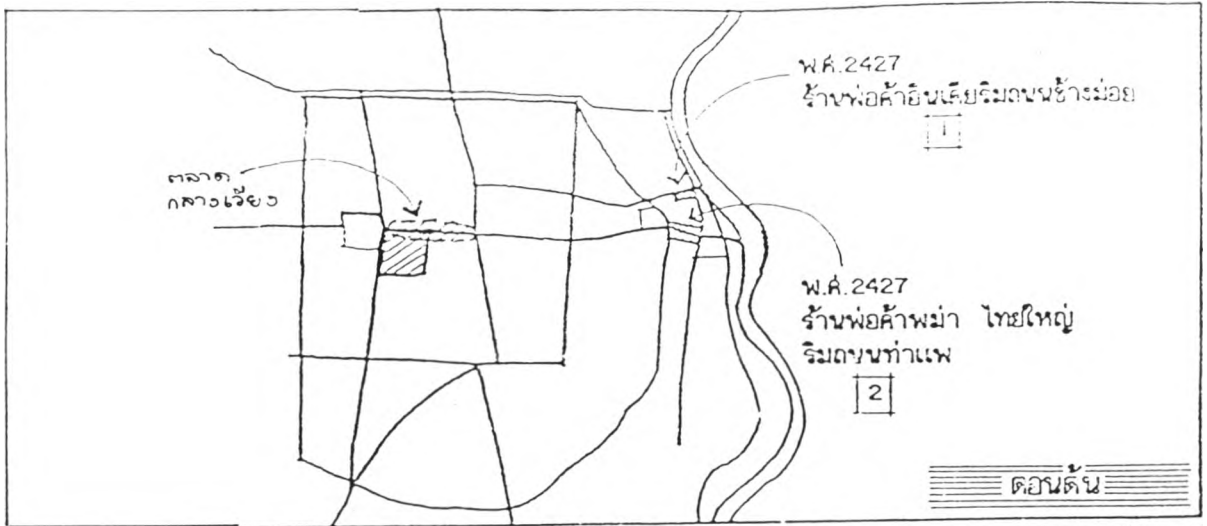 พ.ศ.2427
ร้านพ่อค้าอินเดียริมถนนช้างม่อย
1
ตลาด
กลางเวียง
พ.ศ.2427
ร้านพ่อค้าพม่า ไทยใหญ่
ริมถนนท่าแพ
2
ตอนต้น